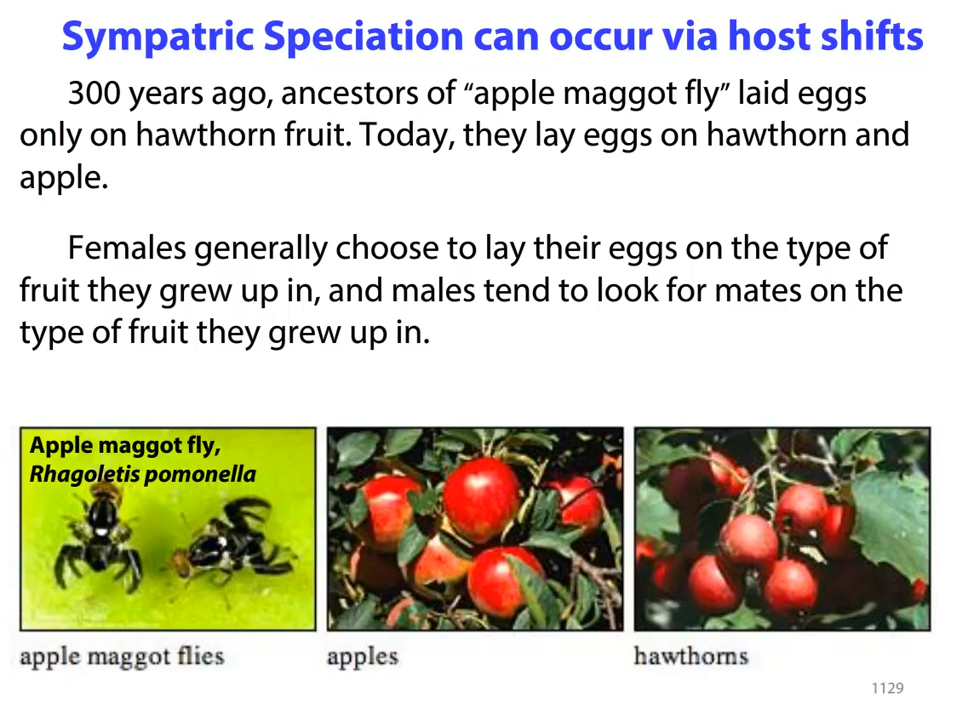 Sympatric Speciation can occur via host shifts
300 years ago, ancestors of “apple maggot fly” laid eggs
only on hawthorn fruit. Today, they lay eggs on hawthorn and
apple.
Females generally choose to lay their eggs on the type of
fruit they grew up in, and males tend to look for mates on the
type of fruit they grew up in.
Apple maggot fly,
Rhagoletis pomonella
apple maggot flies
apples
hawthorns
1129